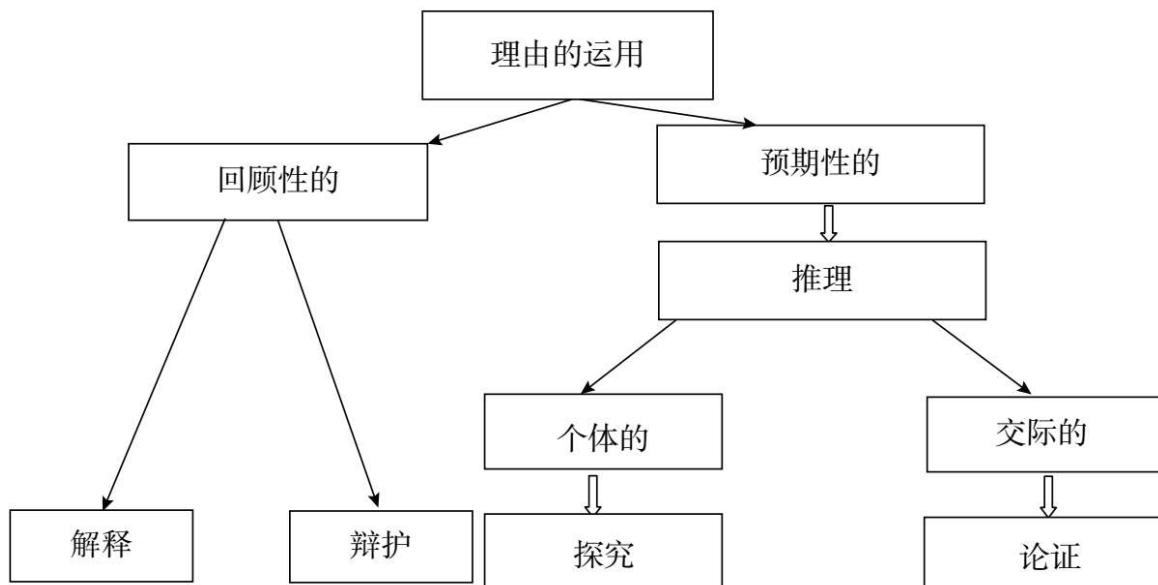 理由的运用
回顾性的
预期性的
推理
个体的
交际的
解释
辩护
探究
论证